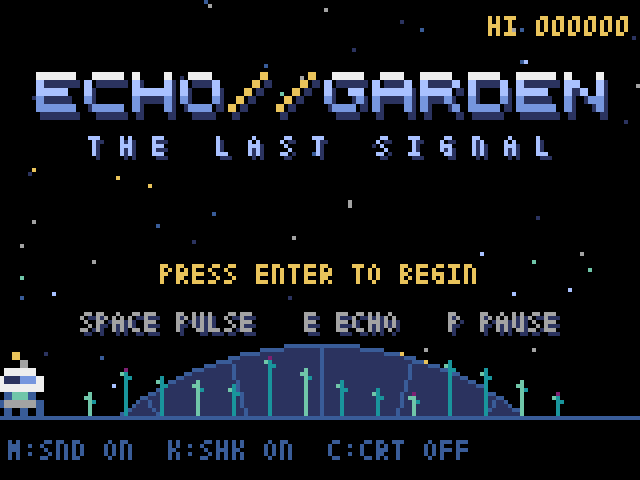 HI 000000
ECHO//GARDEN
THE LAST SIGNAL
PRESS ENTER TO BEGIN
SPACE PULSE E ECHO P PAUSE
M:SND ON K:SHK ON C:CRT OFF